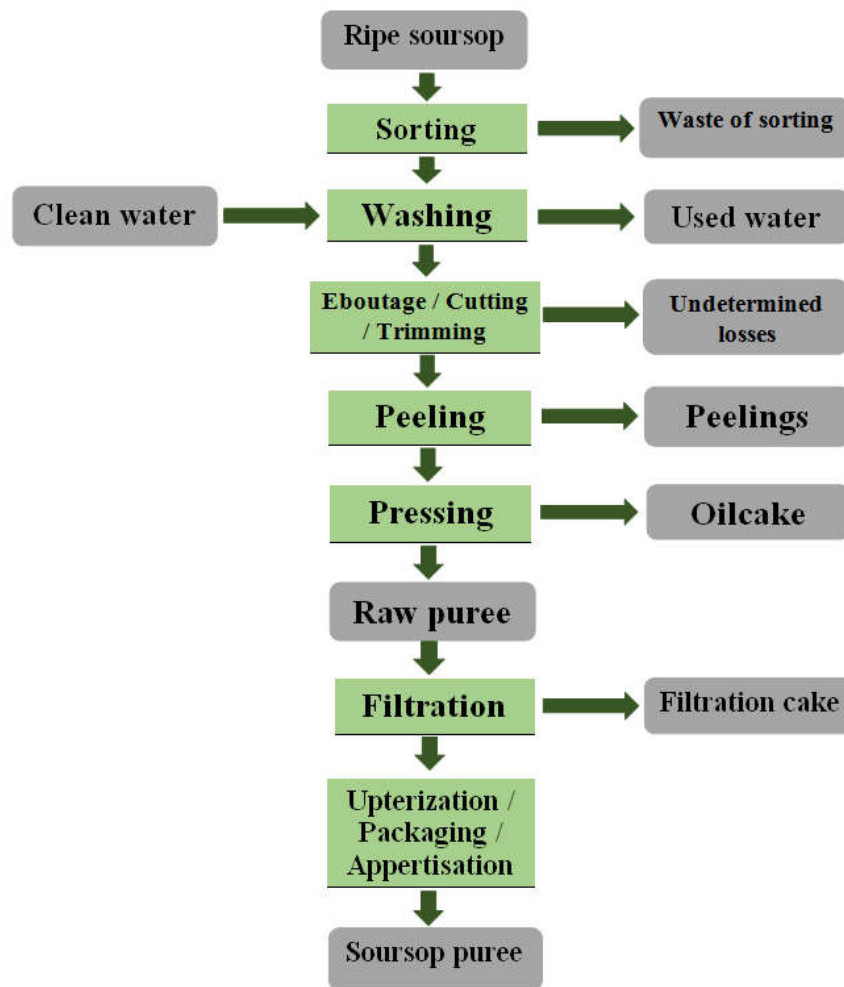 Ripe soursop
Sorting
Waste of sorting
Clean water
Washing
Used water
Eboutage / Cutting
/ Trimming
Undetermined
losses
Peeling
Peelings
Pressing
Oilcake
Raw puree
Filtration
Filtration cake
Upterization /
Packaging /
Appertisation
Soursop puree